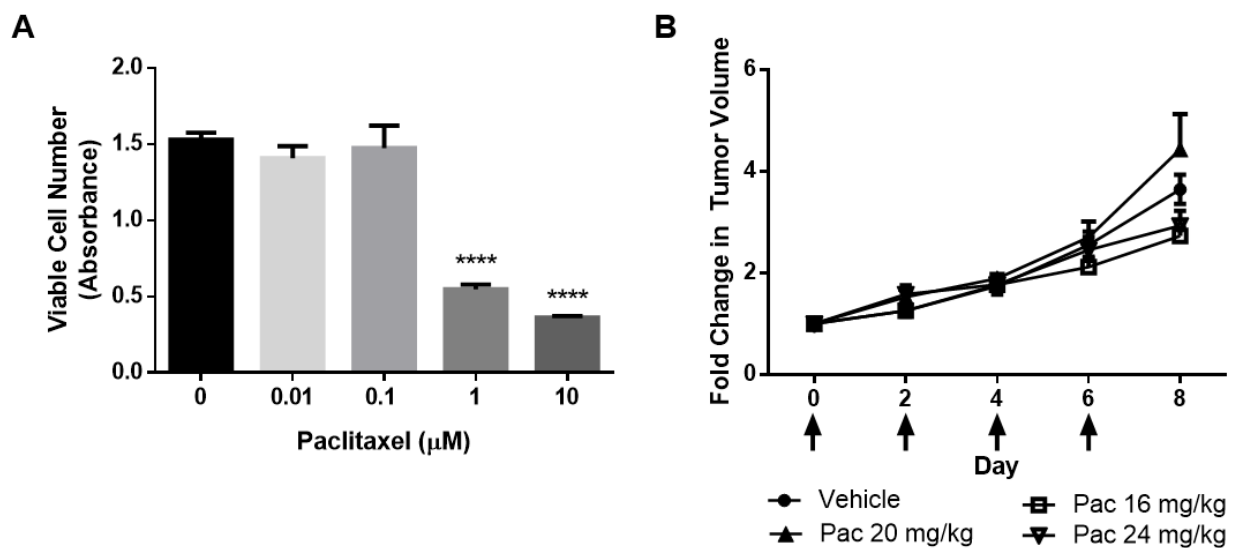 A
Viable Cell Number
(Absorbance)
2.0
1.5
1.0
0.5
0.0
****
****
0 0.01 0.1 1 10
Paclitaxel (μM)
B
Fold Change in Tumor Volume
6
4
2
0
0 2 4 6 8
Day
Vehicle
Pac 20 mg/kg
Pac 16 mg/kg
Pac 24 mg/kg